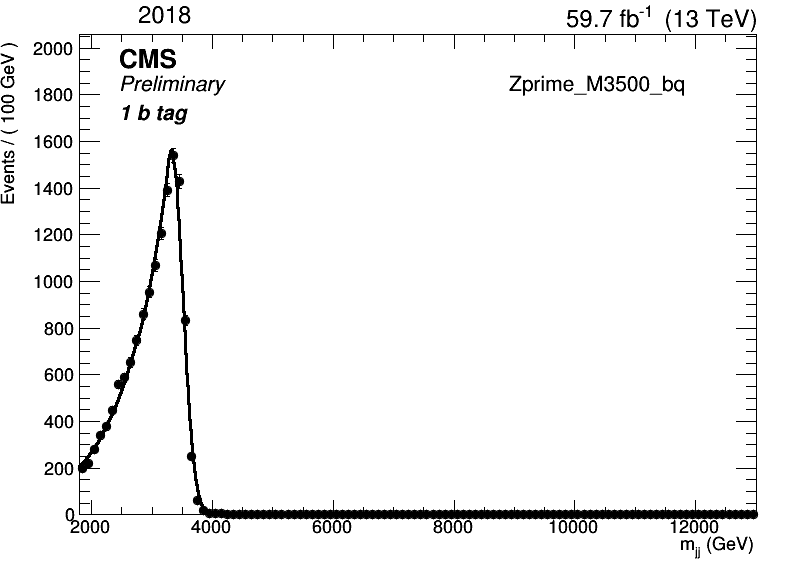 2018
59.7 fb-1 (13 TeV)
CMS
Preliminary
1 b tag
Zprime_M3500_bq
Events / ( 100 GeV )
2000
1800
1600
1400
1200
1000
800
600
400
200
0
2000 4000 6000 8000 10000 12000
mjj (GeV)